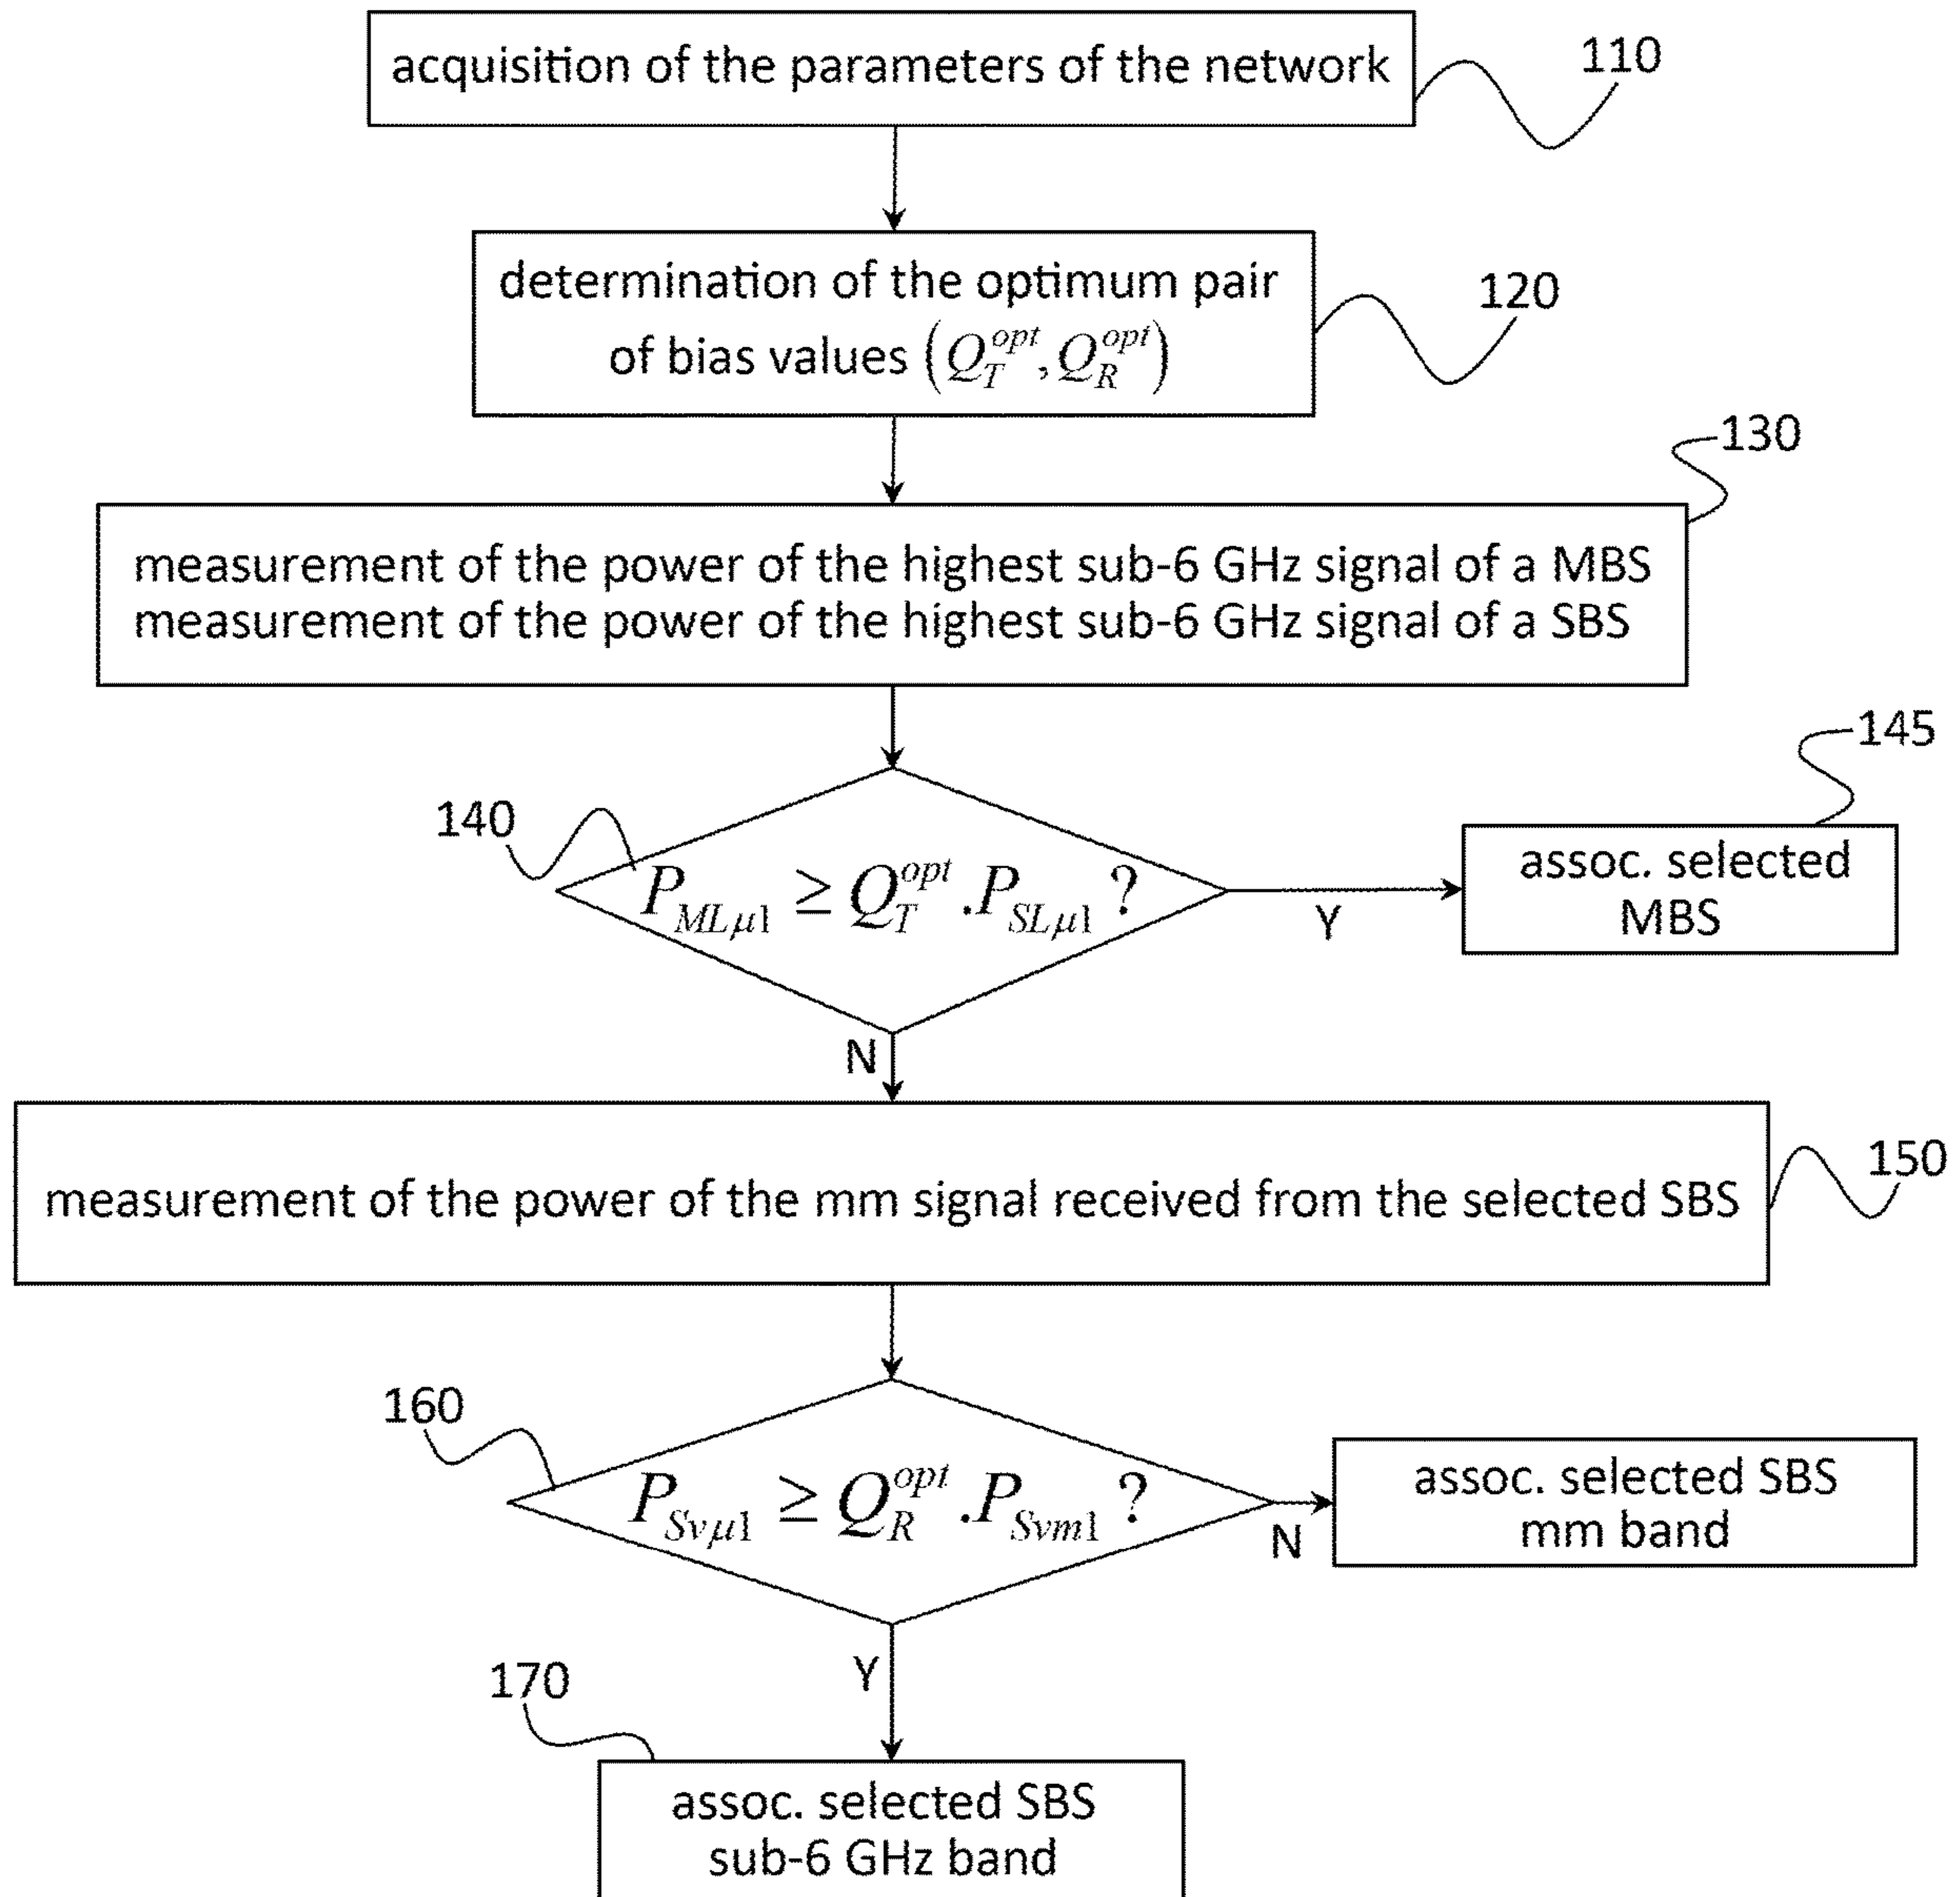 acquisition of the parameters of the network
110
determination of the optimum pair
of bias values (Q_T^opt, Q_R^opt)
120
130
measurement of the power of the highest sub-6 GHz signal of a MBS
measurement of the power of the highest sub-6 GHz signal of a SBS
140
P_MLμ1 ≥ Q_T^opt .P_SLμ1 ?
Y
145
assoc. selected
MBS
N
measurement of the power of the mm signal received from the selected SBS
150
160
P_Svμ1 ≥ Q_R^opt .P_Svm1 ?
N
assoc. selected SBS
mm band
Y
170
assoc. selected SBS
sub-6 GHz band